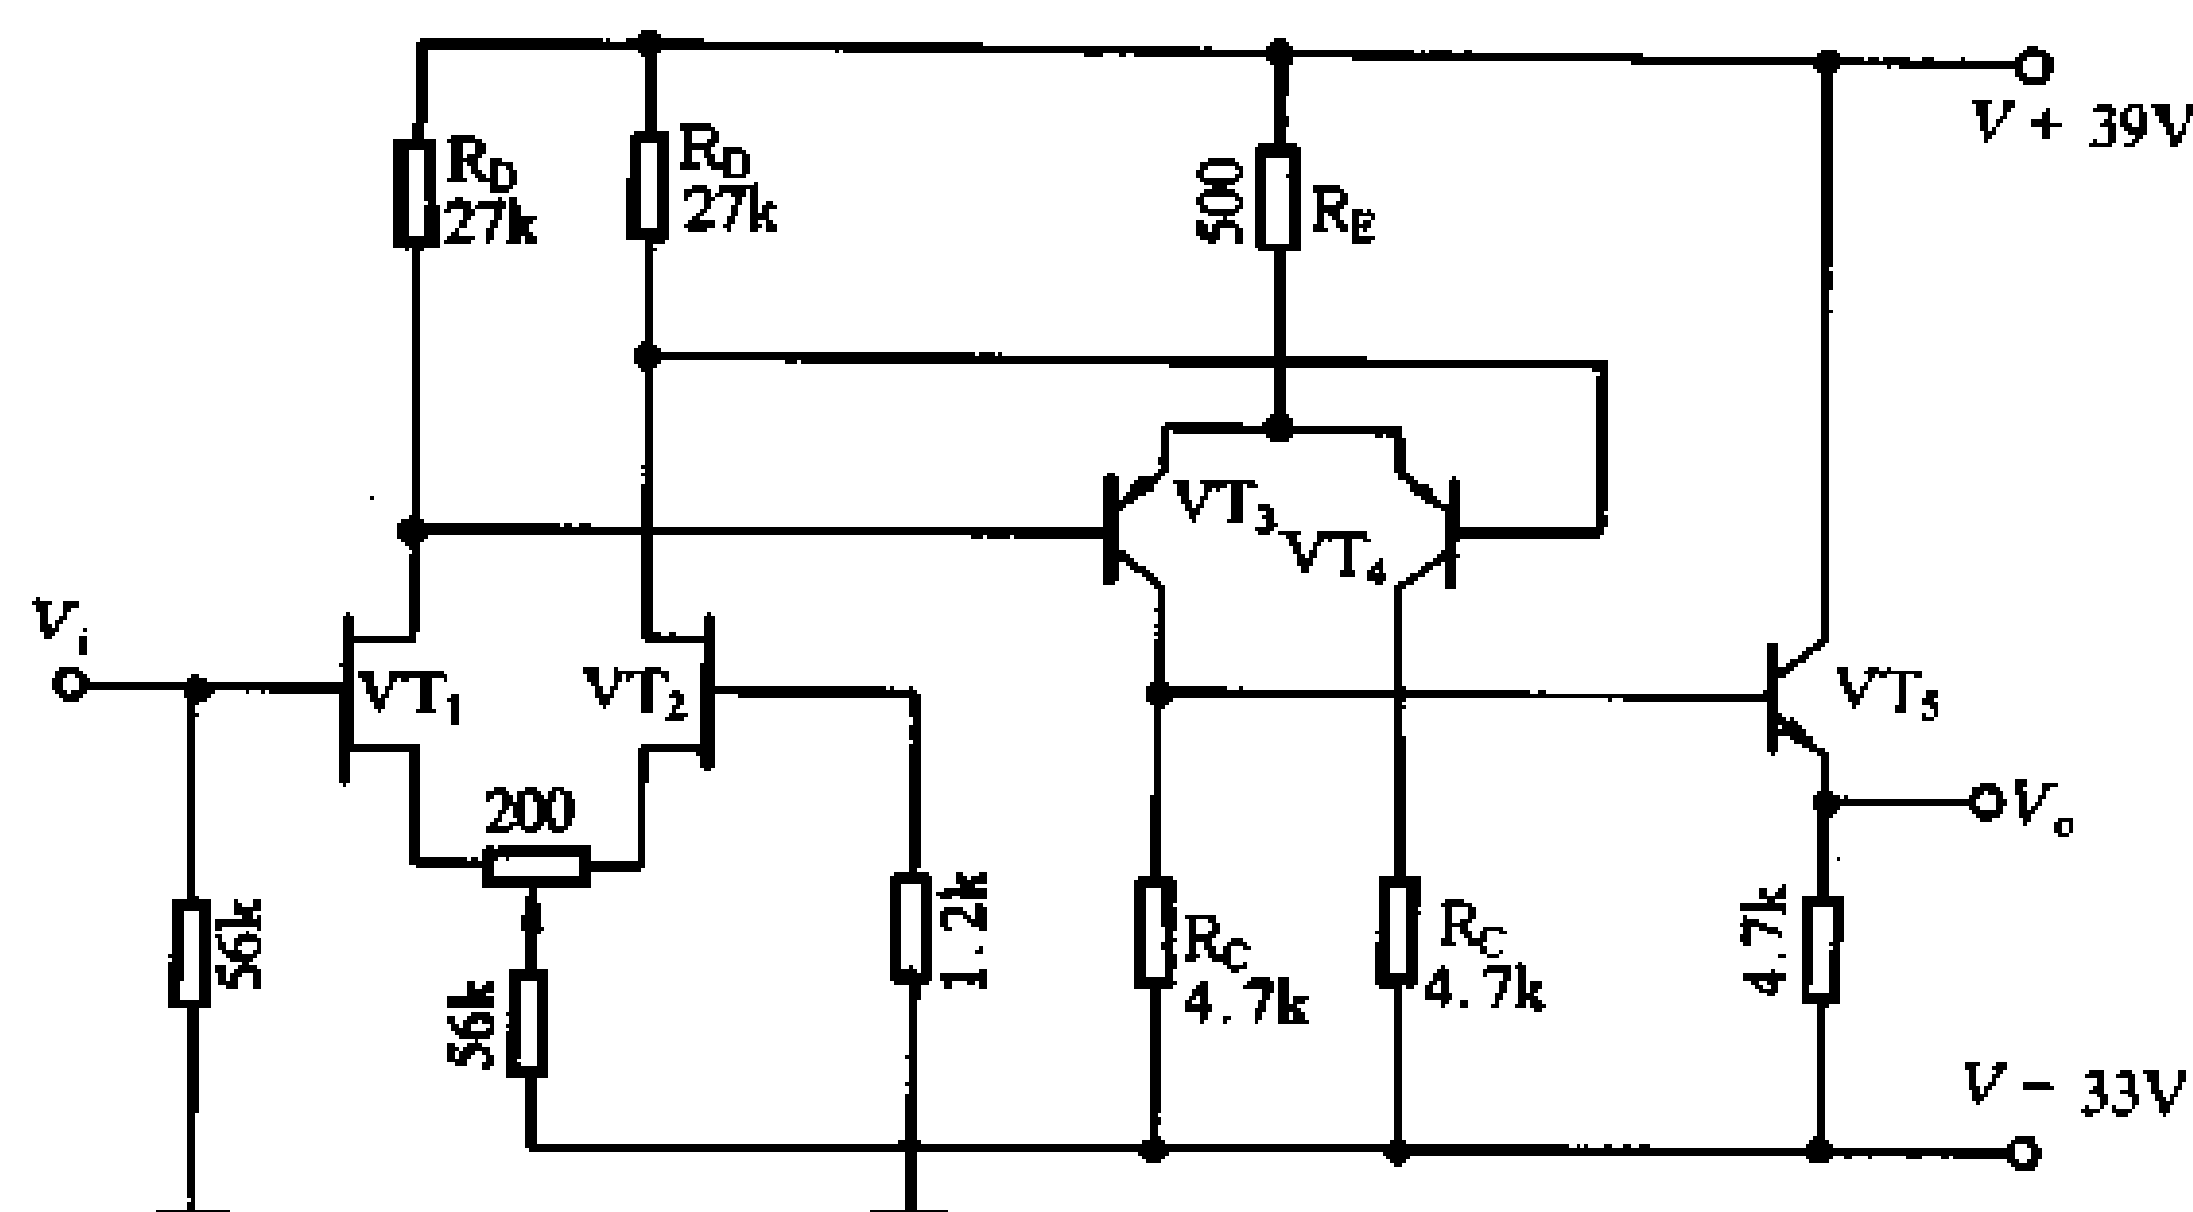 V + 39V
R_D
27k
R_D
27k
500
R_E
VT_3
VT_4
V_i
VT_1
VT_2
VT_5
200
V_o
56k
56k
1.2k
R_C
4.7k
R_C
4.7k
4.7k
V - 33V